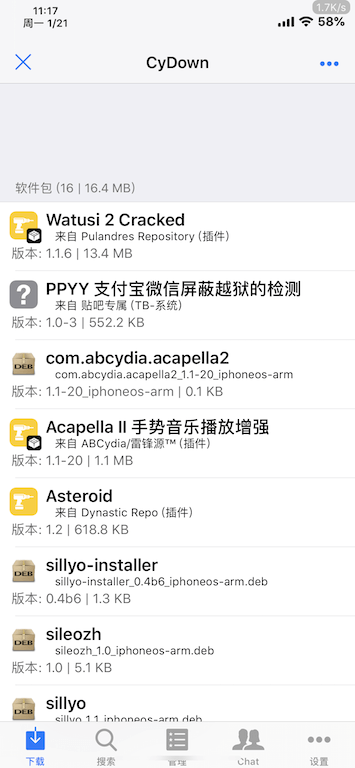 11:17
周一 1/21
1.7K/s
58%
CyDown
软件包 (16 | 16.4 MB)
Watusi 2 Cracked
来自 Pulandres Repository (插件)
版本: 1.1.6 | 13.4 MB
PPYY 支付宝微信屏蔽越狱的检测
来自 贴吧专属 (TB-系统)
版本: 1.0-3 | 552.2 KB
com.abcydia.acapella2
com.abcydia.acapella2_1.1-20_iphoneos-arm
版本: 1.1-20_iphoneos-arm | 0.1 KB
DEB
Acapella II 手势音乐播放增强
来自 ABCydia/雷锋源™ (插件)
版本: 1.1-20 | 1.1 MB
Asteroid
来自 Dynastic Repo (插件)
版本: 1.2 | 618.8 KB
sillyo-installer
sillyo-installer_0.4b6_iphoneos-arm.deb
版本: 0.4b6 | 1.3 KB
DEB
sileozh
sileozh_1.0_iphoneos-arm.deb
版本: 1.0 | 5.1 KB
DEB
sillyo
sillyo_1.1_iphoneos-arm.deb
DEB
下载
搜索
管理
Chat
设置